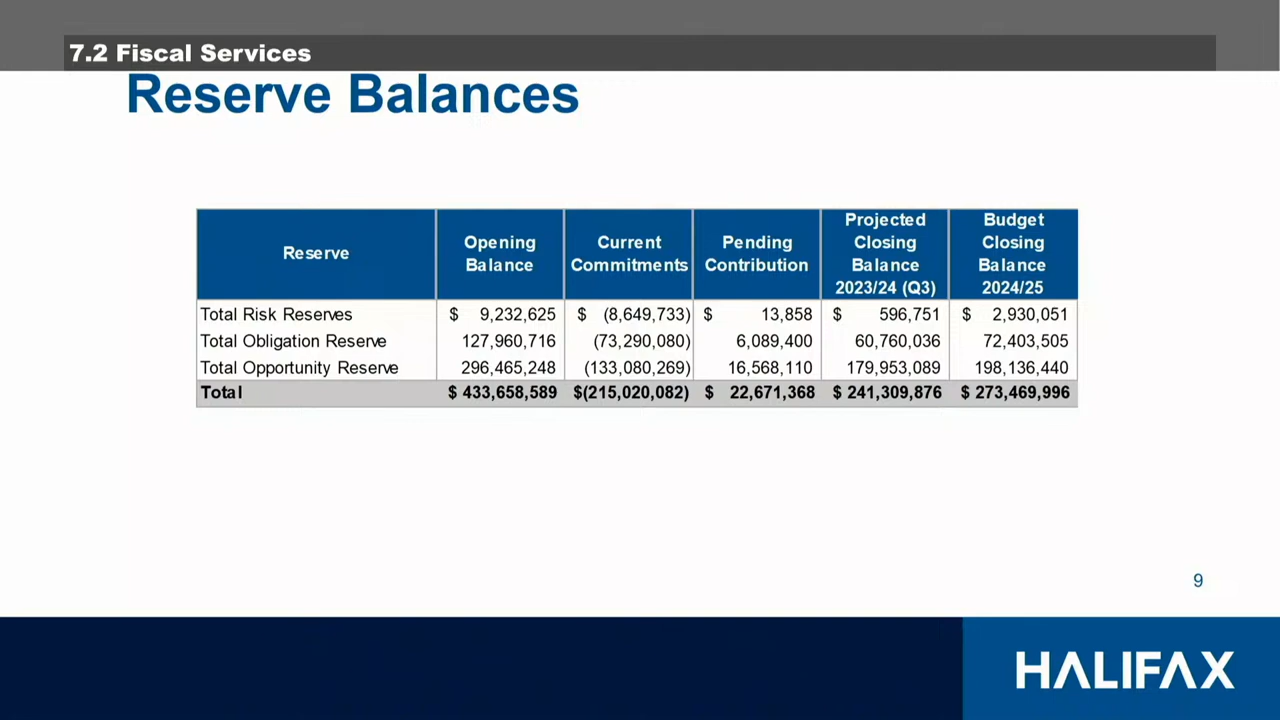 7.2 Fiscal Services
Reserve Balances
Reserve Opening Balance Current Commitments Pending Contribution Projected Closing Balance 2023/24 (Q3) Budget Closing Balance 2024/25
Total Risk Reserves $ 9,232,625 $ (8,649,733) $ 13,858 $ 596,751 $ 2,930,051
Total Obligation Reserve 127,960,716 (73,290,080) 6,089,400 60,760,036 72,403,505
Total Opportunity Reserve 296,465,248 (133,080,269) 16,568,110 179,953,089 198,136,440
Total $ 433,658,589 $(215,020,082) $ 22,671,368 $ 241,309,876 $ 273,469,996
9
HALIFAX